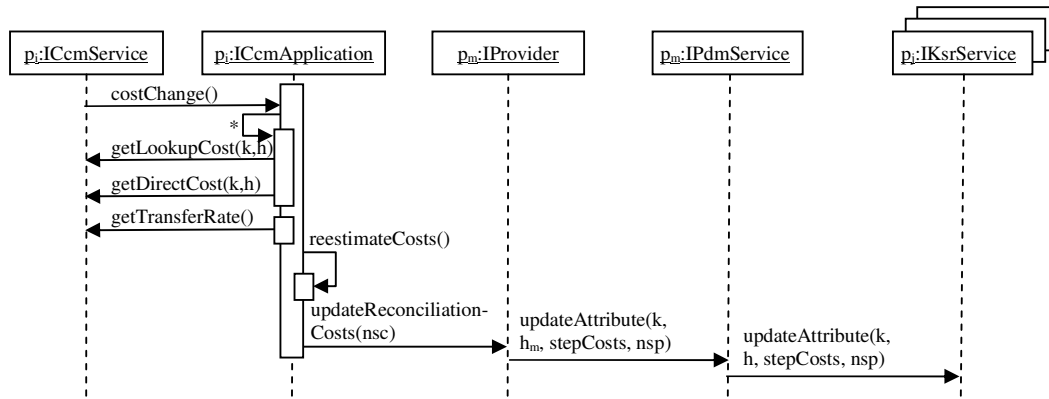 pᵢ:ICcmService
pᵢ:ICcmApplication
pₘ:IProvider
pₘ:IPdmService
pⱼ:IKsrService
costChange()
*
getLookupCost(k,h)
getDirectCost(k,h)
getTransferRate()
reestimateCosts()
updateReconciliation-
Costs(nsc)
updateAttribute(k,
hₘ, stepCosts, nsp)
updateAttribute(k,
h, stepCosts, nsp)